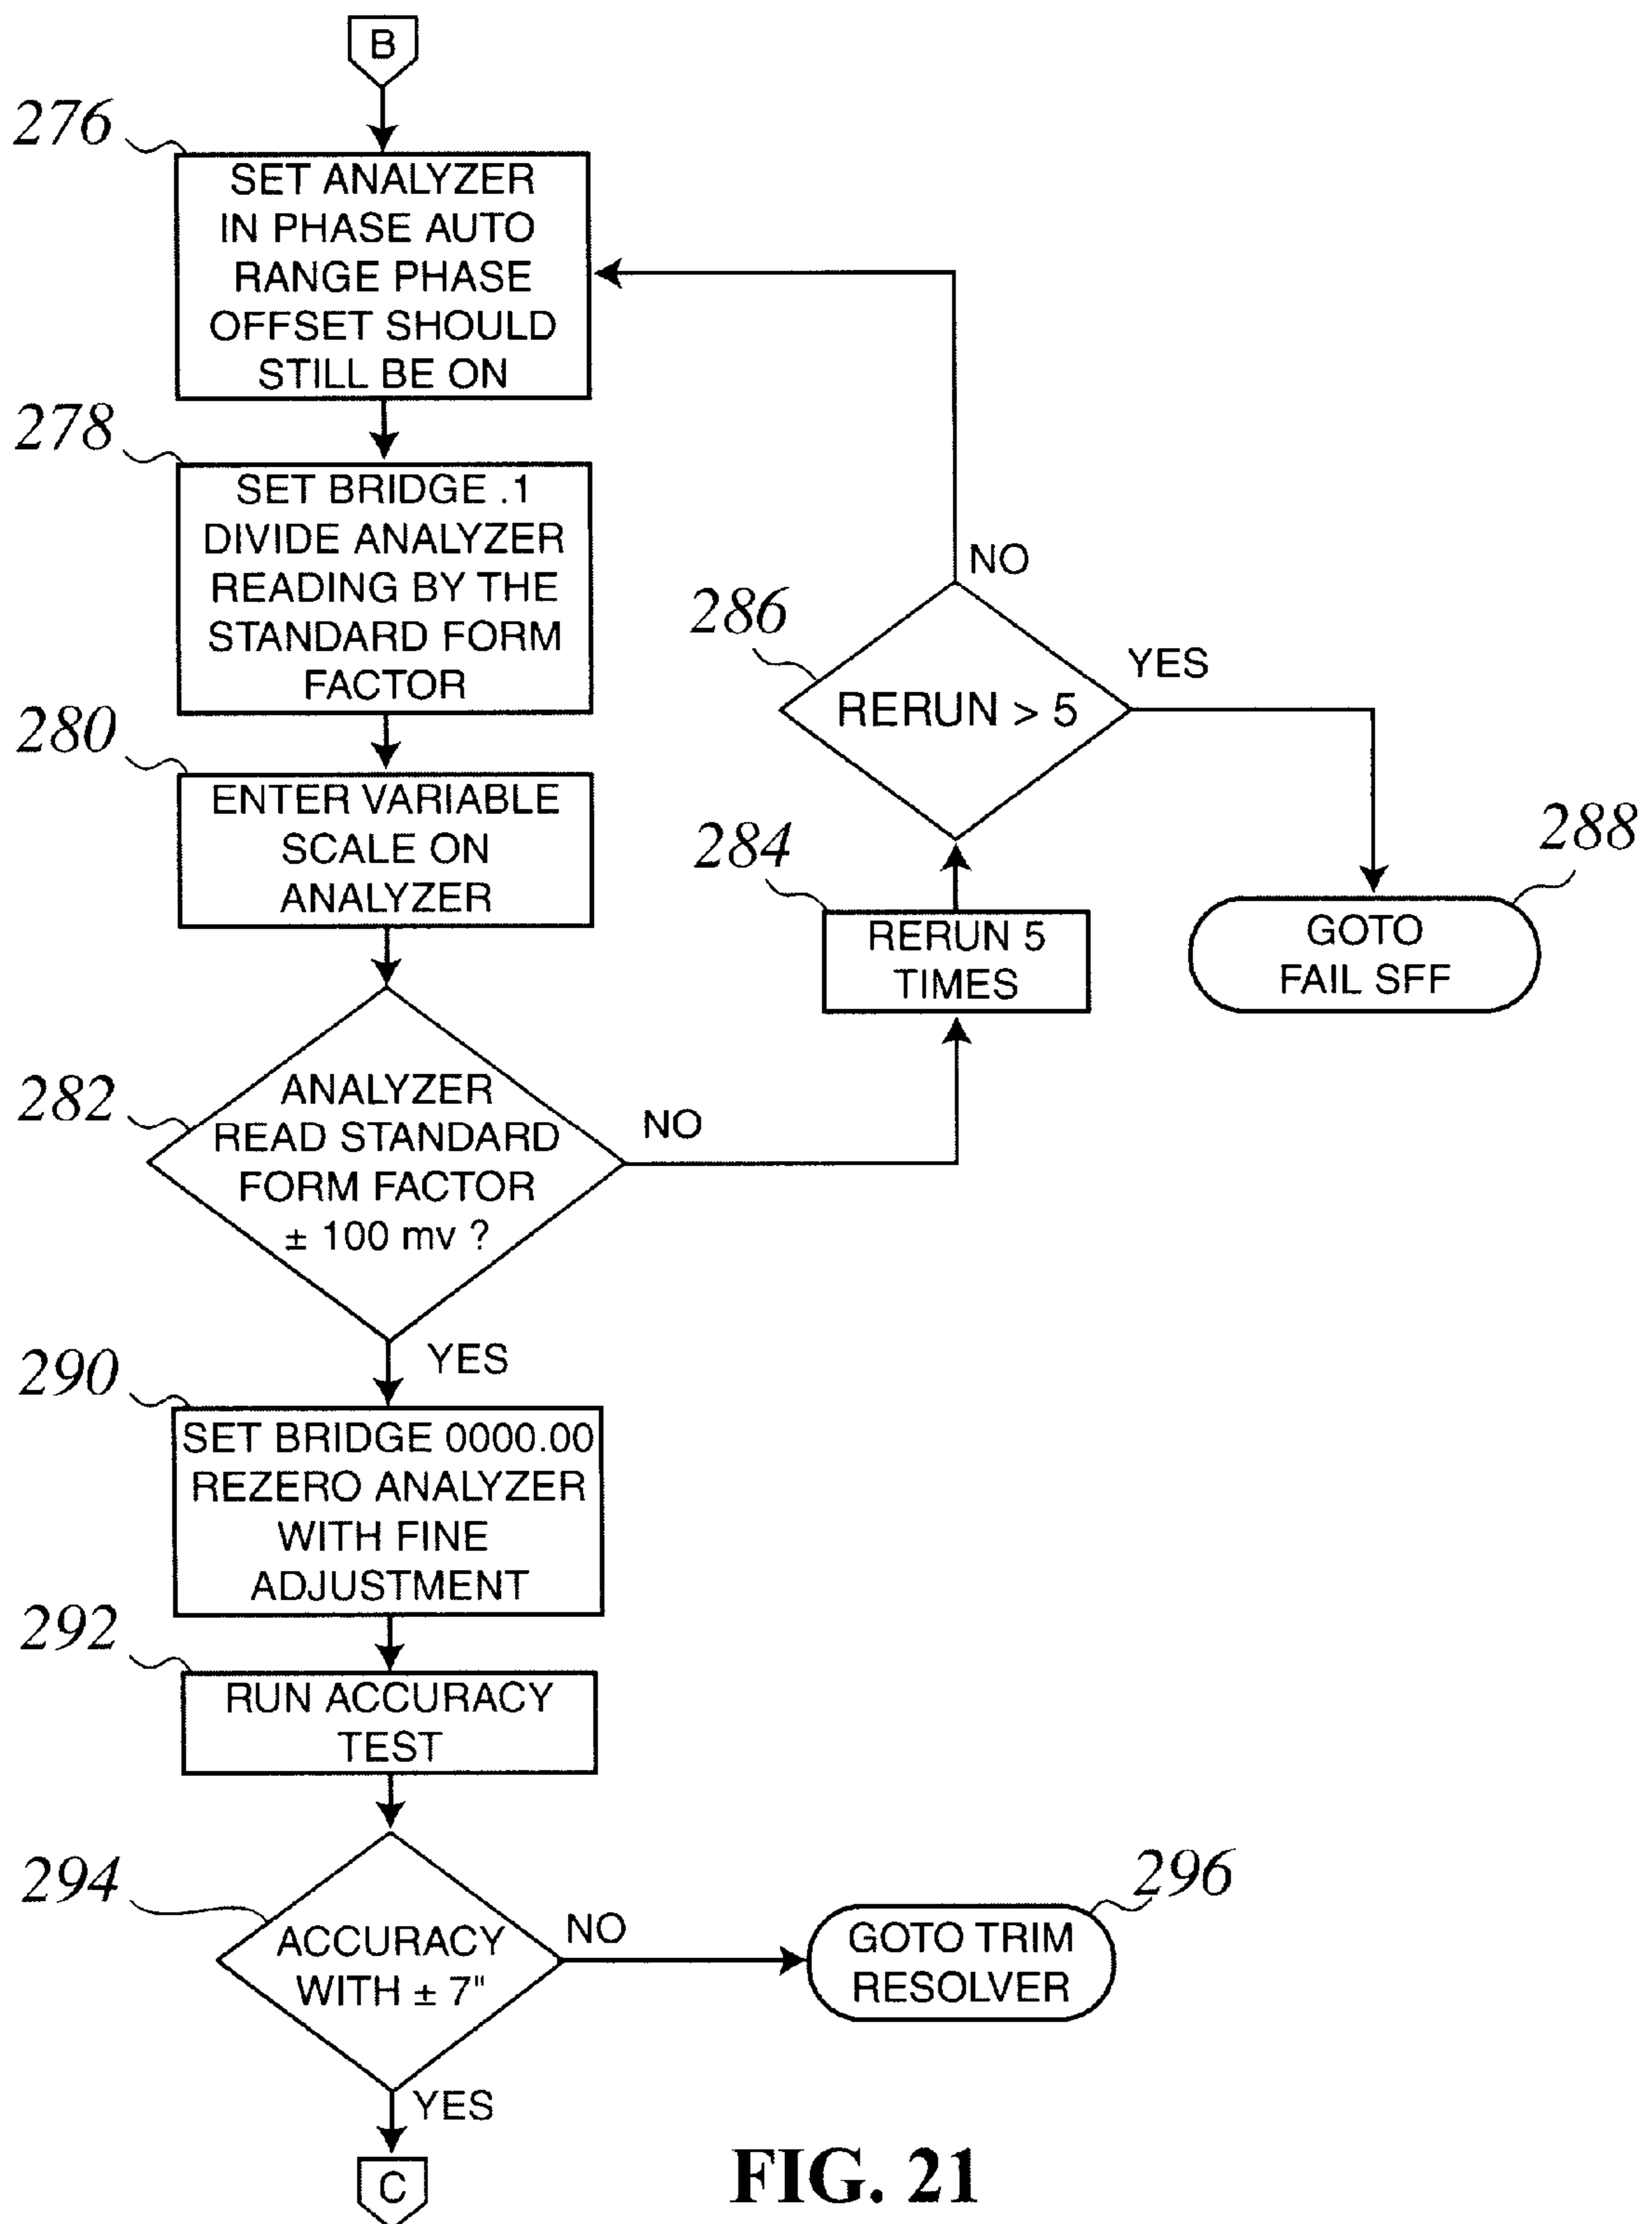 B
276
SET ANALYZER
IN PHASE AUTO
RANGE PHASE
OFFSET SHOULD
STILL BE ON
278
SET BRIDGE .1
DIVIDE ANALYZER
READING BY THE
STANDARD FORM
FACTOR
280
ENTER VARIABLE
SCALE ON
ANALYZER
282
ANALYZER
READ STANDARD
FORM FACTOR
± 100 mv ?
NO
284
RERUN 5
TIMES
286
RERUN > 5
NO
YES
288
GOTO
FAIL SFF
YES
290
SET BRIDGE 0000.00
REZERO ANALYZER
WITH FINE
ADJUSTMENT
292
RUN ACCURACY
TEST
294
ACCURACY
WITH ± 7"
NO
296
GOTO TRIM
RESOLVER
YES
C
FIG. 21